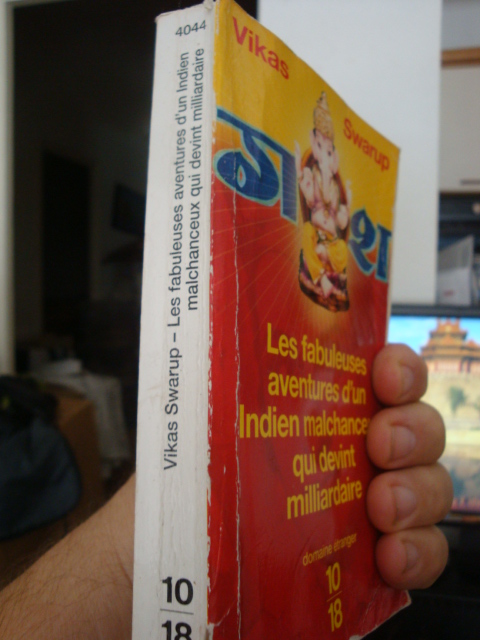 4044
Vikas Swarup – Les fabuleuses aventures d'un Indien
malchanceux qui devint milliardaire
10
18
Vikas
Swarup
Les fabuleuses
aventures d'un
Indien malchance
qui devint
milliardaire
domaine étranger
10
18